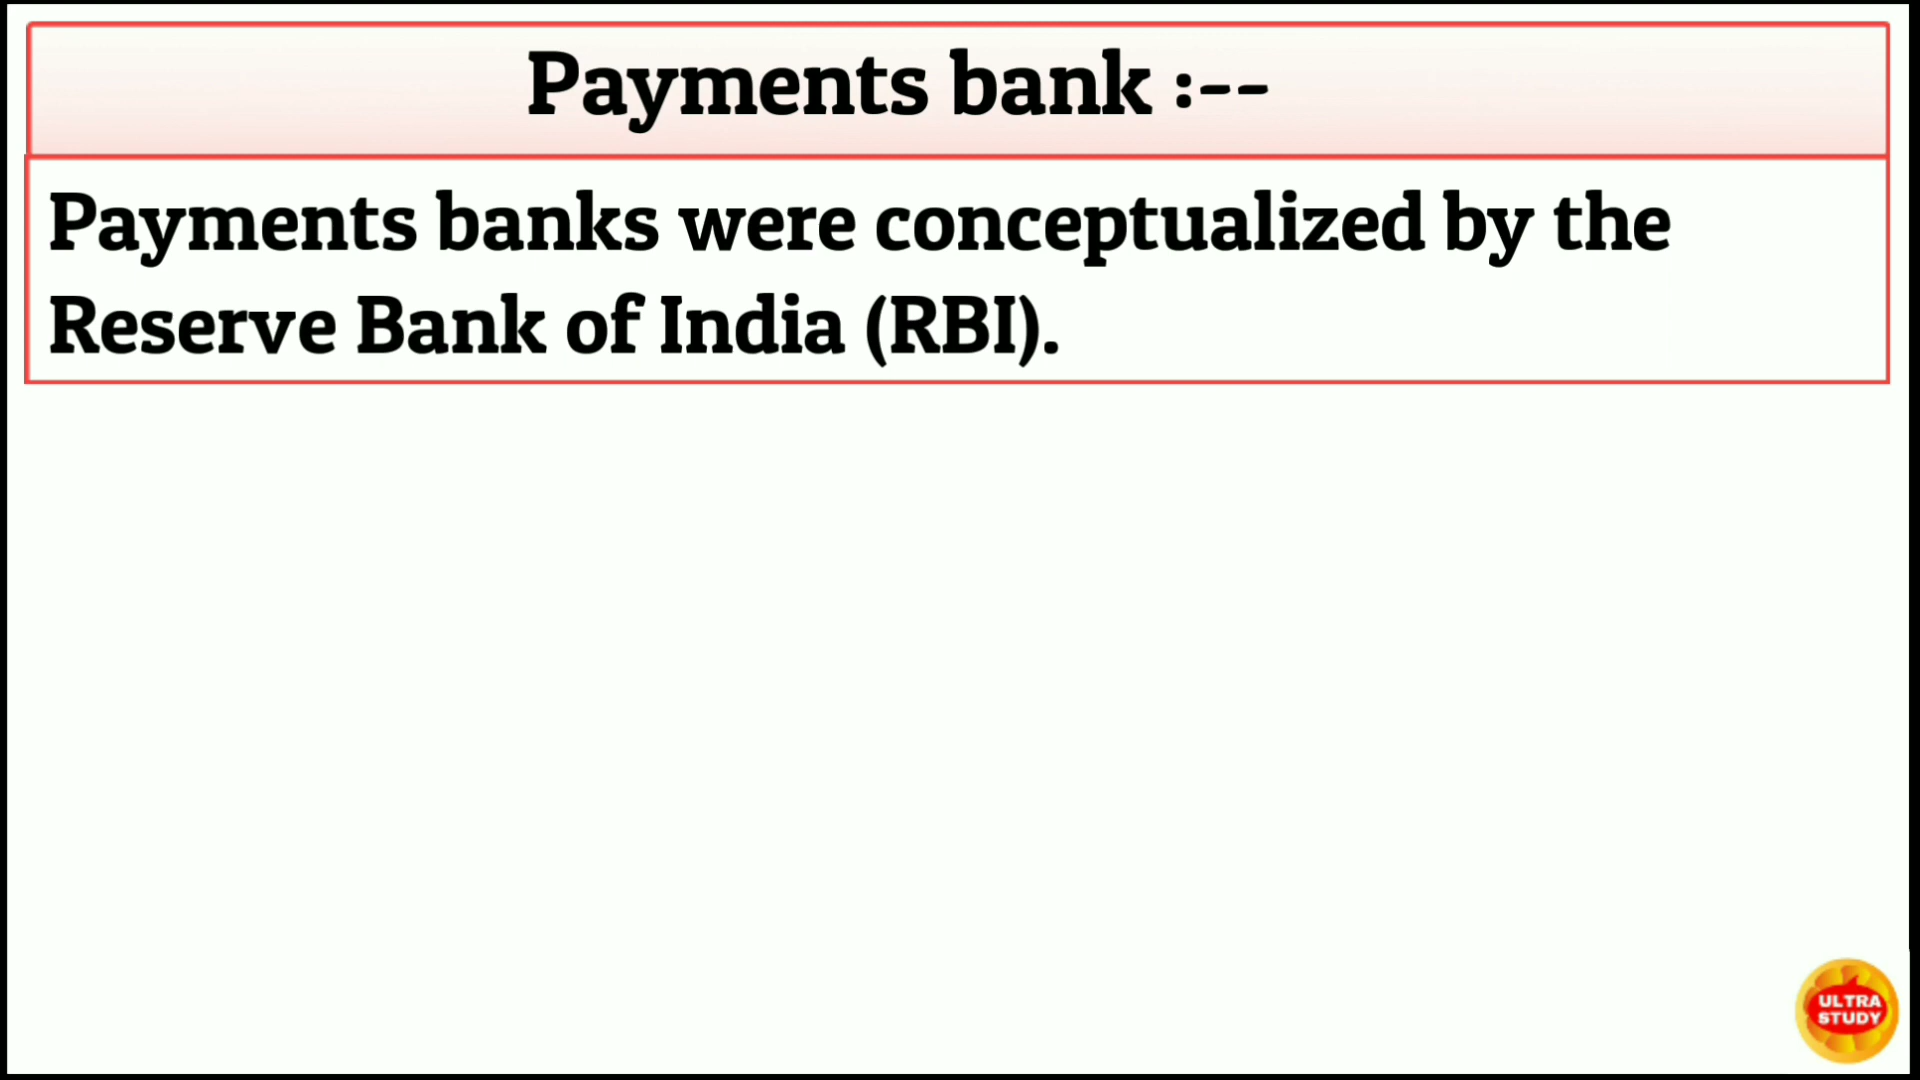 Payments bank :--
Payments banks were conceptualized by the
Reserve Bank of India (RBI).
ULTRA
STUDY